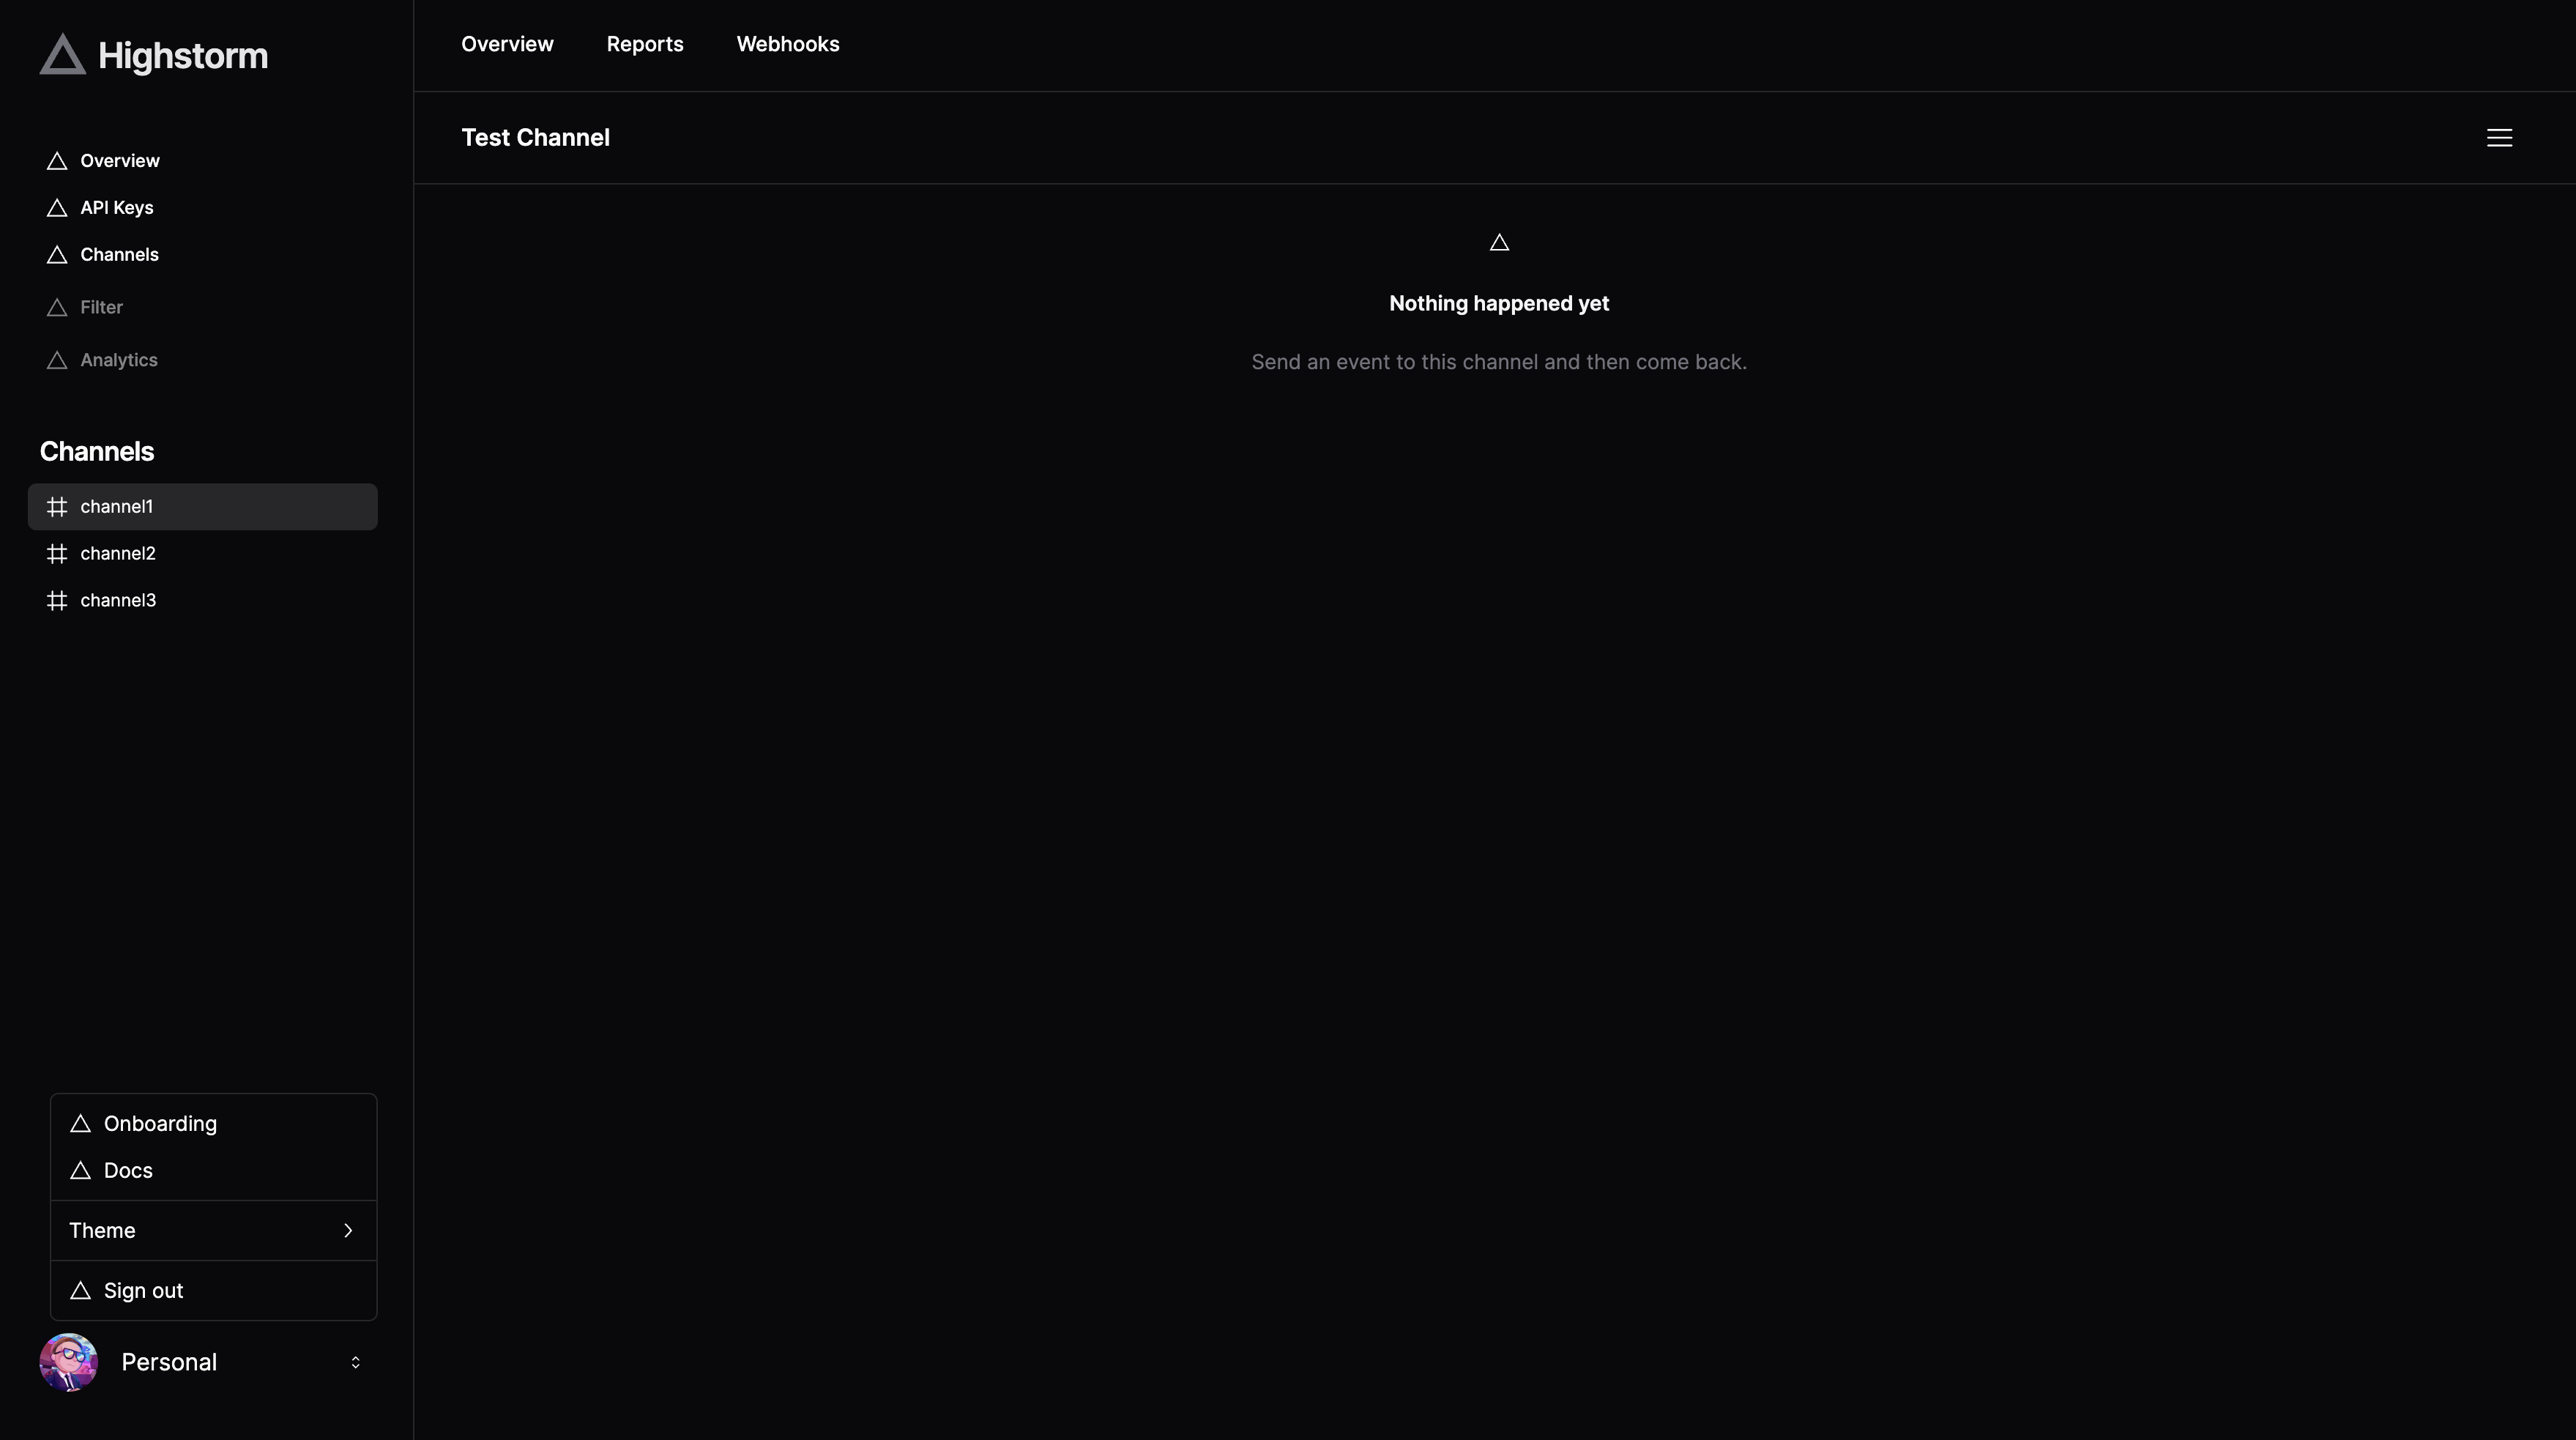 Highstorm
Overview
API Keys
Channels
Filter
Analytics
Channels
channel1
channel2
channel3
Onboarding
Docs
Theme
Sign out
Personal
Overview Reports Webhooks
Test Channel
Nothing happened yet
Send an event to this channel and then come back.